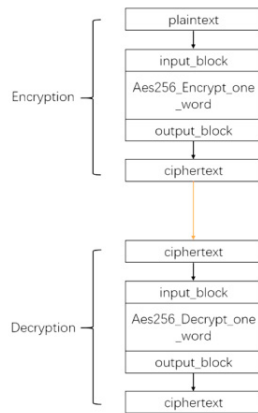 plaintext
input_block
Encryption
Aes256_Encrypt_one
_word
output_block
ciphertext
ciphertext
input_block
Decryption
Aes256_Decrypt_one
_word
output_block
ciphertext